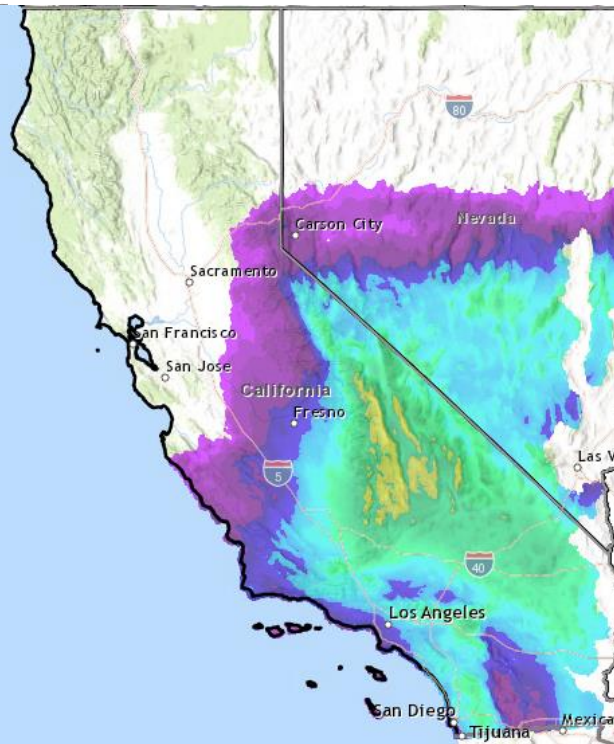 80
Carson City
Nevada
Sacramento
San Francisco
San Jose
California
Fresno
5
Las V
40
Los Angeles
San Diego
Tijuana
Mexica